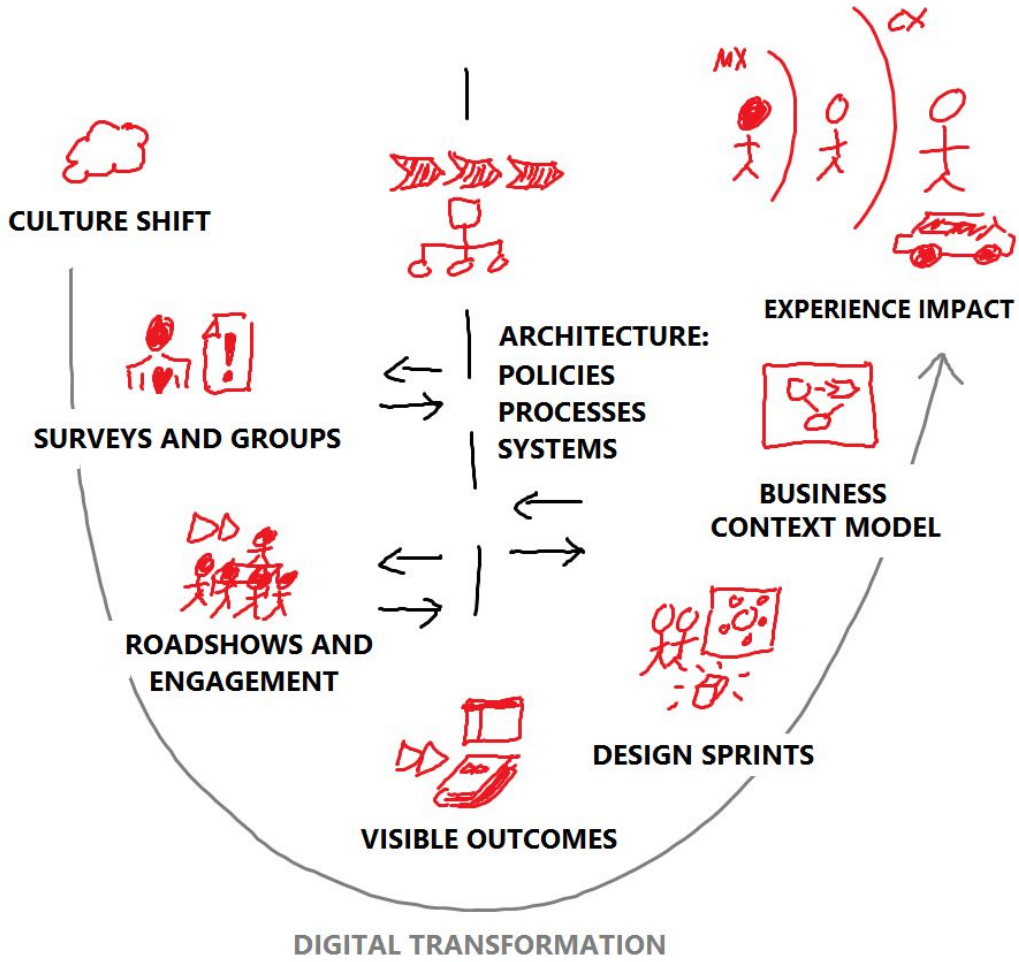 CX
MX
CULTURE SHIFT
EXPERIENCE IMPACT
ARCHITECTURE:
POLICIES
PROCESSES
SYSTEMS
SURVEYS AND GROUPS
BUSINESS
CONTEXT MODEL
ROADSHOWS AND
ENGAGEMENT
DESIGN SPRINTS
VISIBLE OUTCOMES
DIGITAL TRANSFORMATION